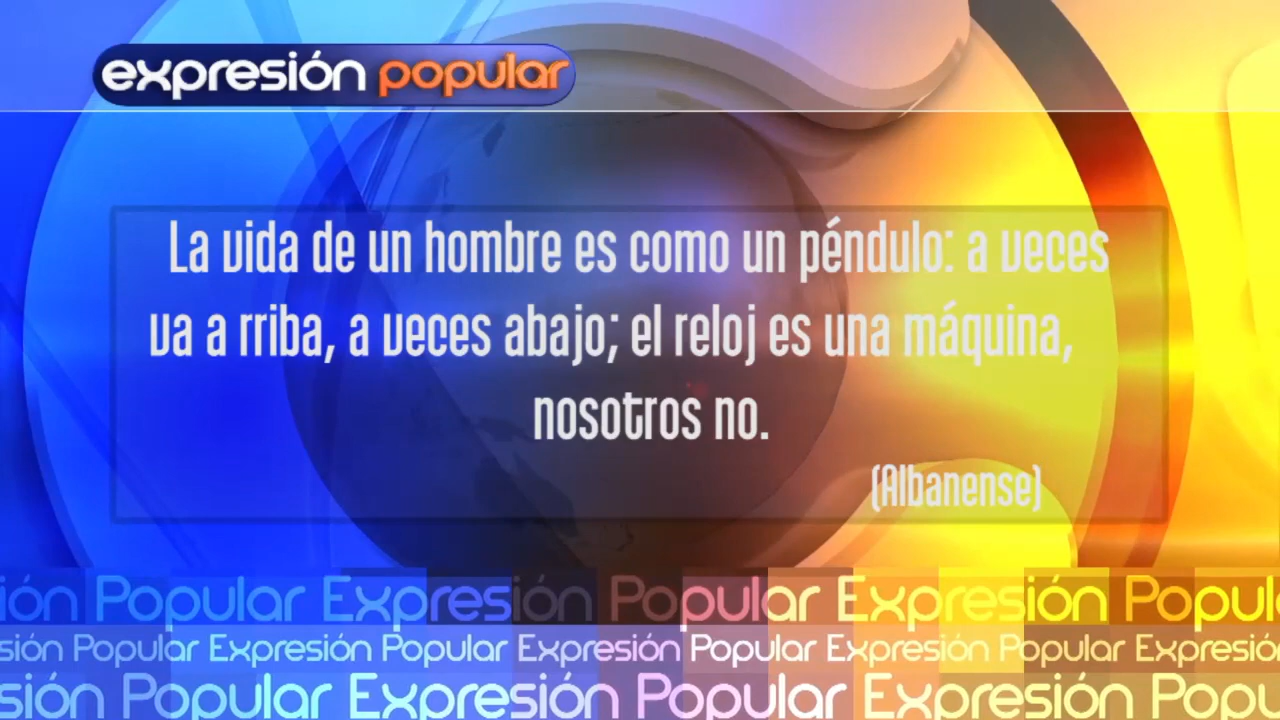 expresión popular
La vida de un hombre es como un péndulo: a veces
va a rriba, a veces abajo; el reloj es una máquina,
nosotros no.
(Albanense)
ión Popular Expresión Popular Expresión Popul
sión Popular Expresión Popular Expresión Popular Expresión Popular Expresió
sión Popular Expresión Popular Expresión Popu